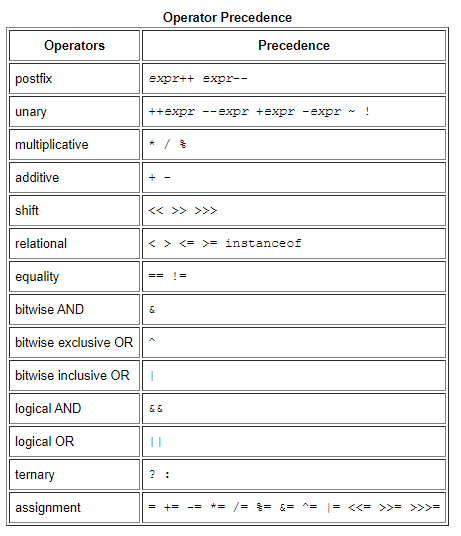 Operator Precedence
Operators Precedence
postfix expr++ expr--
unary ++expr --expr +expr -expr ~ !
multiplicative * / %
additive + -
shift << >> >>>
relational < > <= >= instanceof
equality == !=
bitwise AND &
bitwise exclusive OR ^
bitwise inclusive OR |
logical AND &&
logical OR ||
ternary ? :
assignment = += -= *= /= %= &= ^= |= <<= >>= >>>=